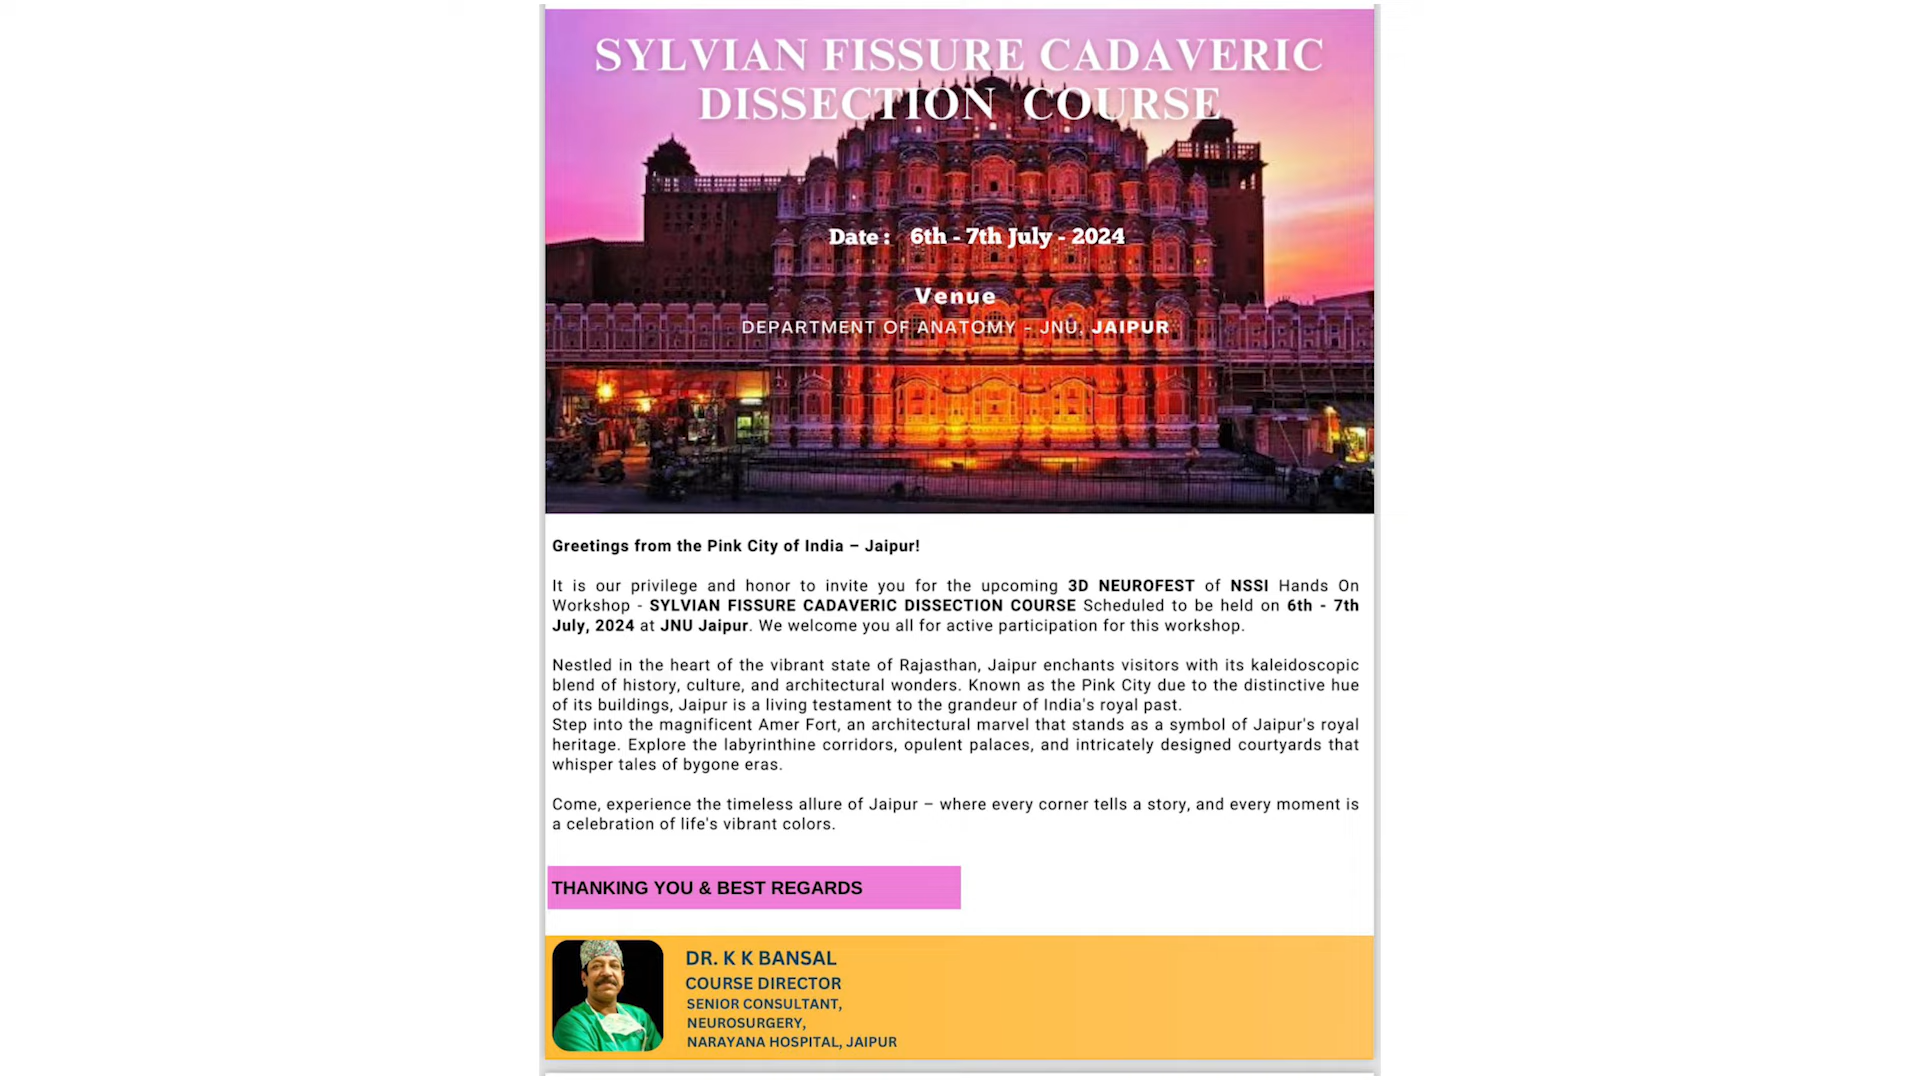 SYLVIAN FISSURE CADAVERIC
DISSECTION COURSE
Date : 6th - 7th July - 2024
Venue
DEPARTMENT OF ANATOMY - JNU, JAIPUR
Greetings from the Pink City of India – Jaipur!
It is our privilege and honor to invite you for the upcoming 3D NEUROFEST of NSSI Hands On
Workshop - SYLVIAN FISSURE CADAVERIC DISSECTION COURSE Scheduled to be held on 6th - 7th
July, 2024 at JNU Jaipur. We welcome you all for active participation for this workshop.
Nestled in the heart of the vibrant state of Rajasthan, Jaipur enchants visitors with its kaleidoscopic
blend of history, culture, and architectural wonders. Known as the Pink City due to the distinctive hue
of its buildings, Jaipur is a living testament to the grandeur of India's royal past.
Step into the magnificent Amer Fort, an architectural marvel that stands as a symbol of Jaipur's royal
heritage. Explore the labyrinthine corridors, opulent palaces, and intricately designed courtyards that
whisper tales of bygone eras.
Come, experience the timeless allure of Jaipur – where every corner tells a story, and every moment is
a celebration of life's vibrant colors.
THANKING YOU & BEST REGARDS
DR. K K BANSAL
COURSE DIRECTOR
SENIOR CONSULTANT,
NEUROSURGERY,
NARAYANA HOSPITAL, JAIPUR